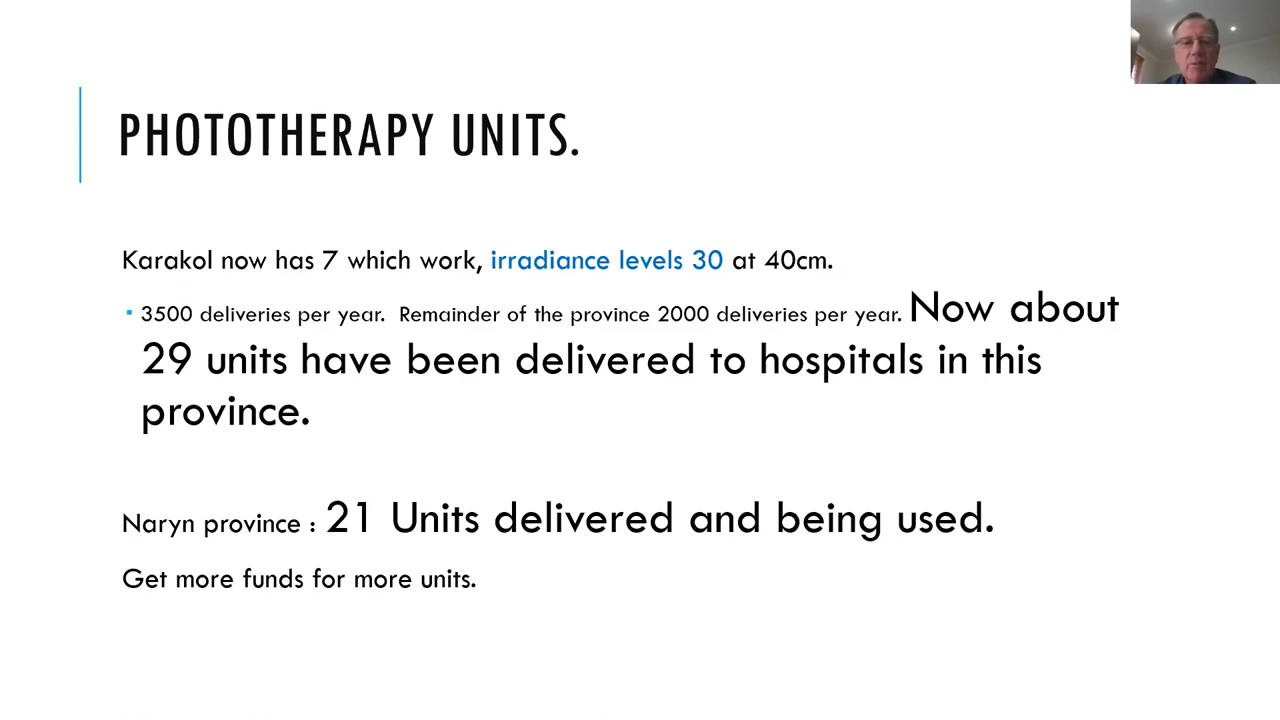 PHOTOTHERAPY UNITS.
Karakol now has 7 which work, irradiance levels 30 at 40cm.
3500 deliveries per year.  Remainder of the province 2000 deliveries per year. Now about
29 units have been delivered to hospitals in this
province.
Naryn province : 21 Units delivered and being used.
Get more funds for more units.